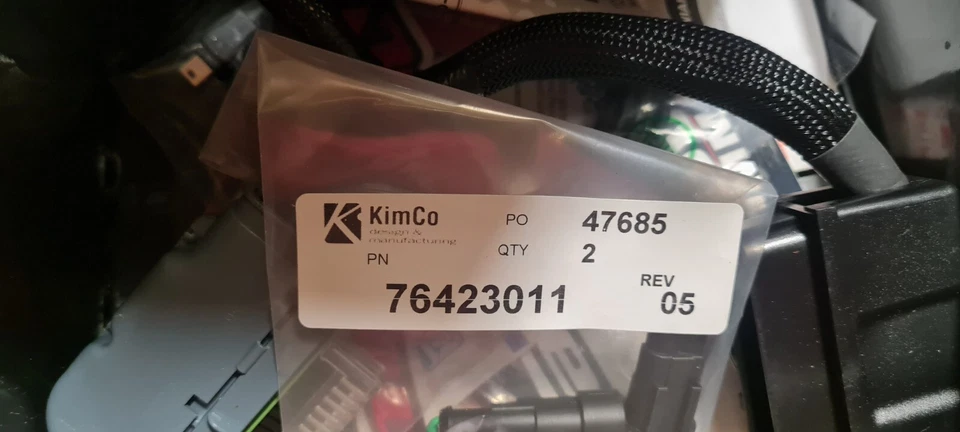 KimCo
design &
manufacturing
PO 47685
QTY 2
PN
76423011
REV
05